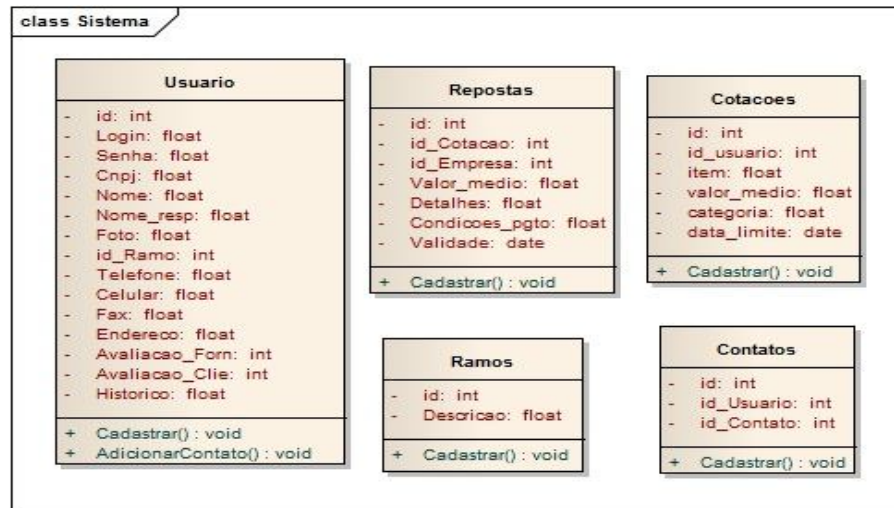 class Sistema
Usuario
- id: int
- Login: float
- Senha: float
- Cnpj: float
- Nome: float
- Nome_resp: float
- Foto: float
- id_Ramo: int
- Telefone: float
- Celular: float
- Fax: float
- Endereco: float
- Avaliacao_Forn: int
- Avaliacao_Clie: int
- Historico: float
+ Cadastrar() : void
+ AdicionarContato() : void
Repostas
- id: int
- id_Cotacao: int
- id_Empresa: int
- Valor_medio: float
- Detalhes: float
- Condicoes_pgto: float
- Validade: date
+ Cadastrar() : void
Cotacoes
- id: int
- id_usuario: int
- item: float
- valor_medio: float
- categoria: float
- data_limite: date
+ Cadastrar() : void
Ramos
- id: int
- Descricao: float
+ Cadastrar() : void
Contatos
- id: int
- id_Usuario: int
- id_Contato: int
+ Cadastrar() : void